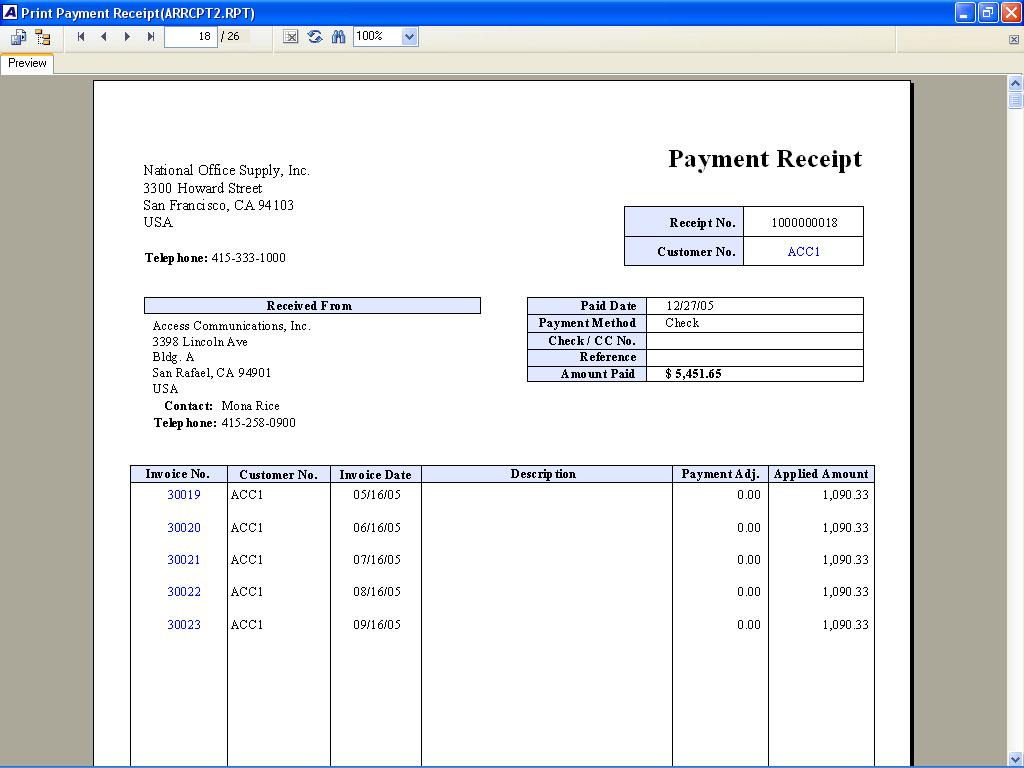 Print Payment Receipt(ARRCPT2.RPT)
18 / 26 100%
Preview
Payment Receipt
National Office Supply, Inc.
3300 Howard Street
San Francisco, CA 94103
USA
Telephone: 415-333-1000
Receipt No. 1000000018
Customer No. ACC1
Received From
Access Communications, Inc.
3398 Lincoln Ave
Bldg. A
San Rafael, CA 94901
USA
Contact: Mona Rice
Telephone: 415-258-0900
Paid Date 12/27/05
Payment Method Check
Check / CC No.
Reference
Amount Paid $ 5,451.65
Invoice No. Customer No. Invoice Date Description Payment Adj. Applied Amount
30019 ACC1 05/16/05 0.00 1,090.33
30020 ACC1 06/16/05 0.00 1,090.33
30021 ACC1 07/16/05 0.00 1,090.33
30022 ACC1 08/16/05 0.00 1,090.33
30023 ACC1 09/16/05 0.00 1,090.33